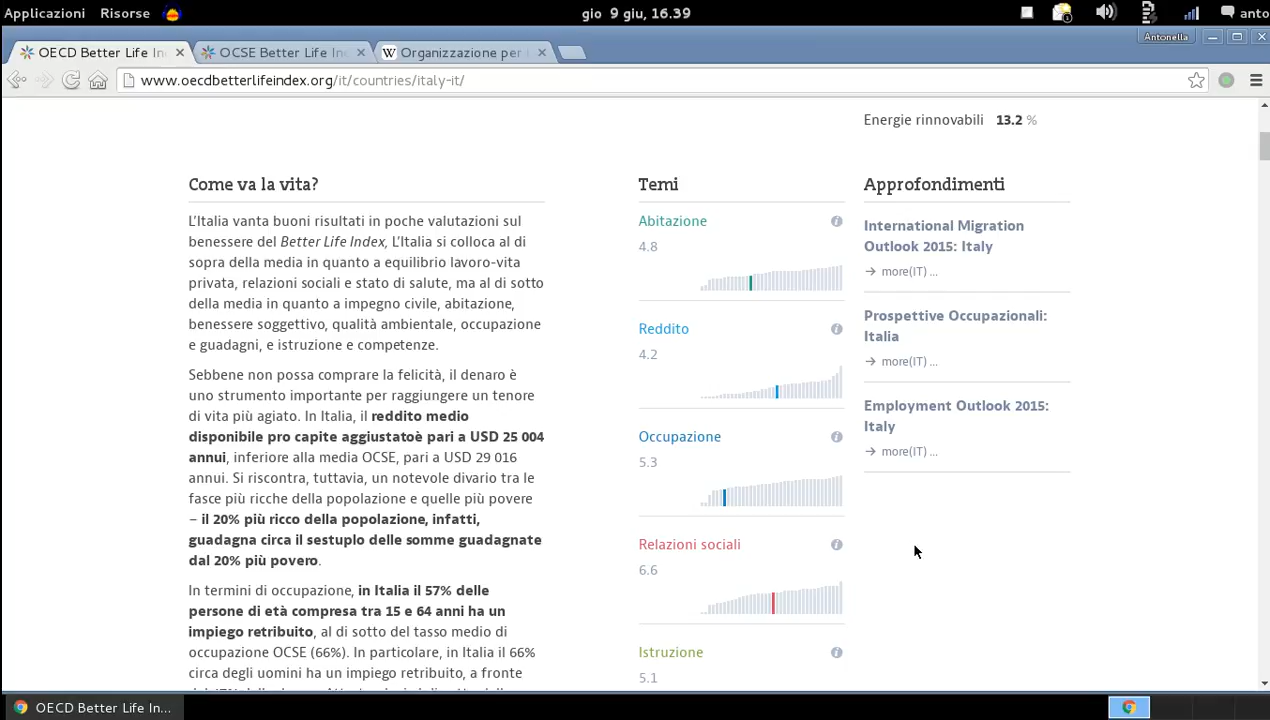 Applicazioni Risorse gio 9 giu, 16.39 anto
Antonella
OECD Better Life In OCSE Better Life In Organizzazione per
www.oecdbetterlifeindex.org/it/countries/italy-it/
Energie rinnovabili 13.2 %
Come va la vita?
L'Italia vanta buoni risultati in poche valutazioni sul
benessere del Better Life Index, L'Italia si colloca al di
sopra della media in quanto a equilibrio lavoro-vita
privata, relazioni sociali e stato di salute, ma al di sotto
della media in quanto a impegno civile, abitazione,
benessere soggettivo, qualità ambientale, occupazione
e guadagni, e istruzione e competenze.
Sebbene non possa comprare la felicità, il denaro è
uno strumento importante per raggiungere un tenore
di vita più agiato. In Italia, il reddito medio
disponibile pro capite aggiustatoè pari a USD 25 004
annui, inferiore alla media OCSE, pari a USD 29 016
annui. Si riscontra, tuttavia, un notevole divario tra le
fasce più ricche della popolazione e quelle più povere
– il 20% più ricco della popolazione, infatti,
guadagna circa il sestuplo delle somme guadagnate
dal 20% più povero.
In termini di occupazione, in Italia il 57% delle
persone di età compresa tra 15 e 64 anni ha un
impiego retribuito, al di sotto del tasso medio di
occupazione OCSE (66%). In particolare, in Italia il 66%
circa degli uomini ha un impiego retribuito, a fronte
Temi
Abitazione
4.8
Reddito
4.2
Occupazione
5.3
Relazioni sociali
6.6
Istruzione
5.1
Approfondimenti
International Migration
Outlook 2015: Italy
→ more(IT) ...
Prospettive Occupazionali:
Italia
→ more(IT) ...
Employment Outlook 2015:
Italy
→ more(IT) ...
OECD Better Life In...